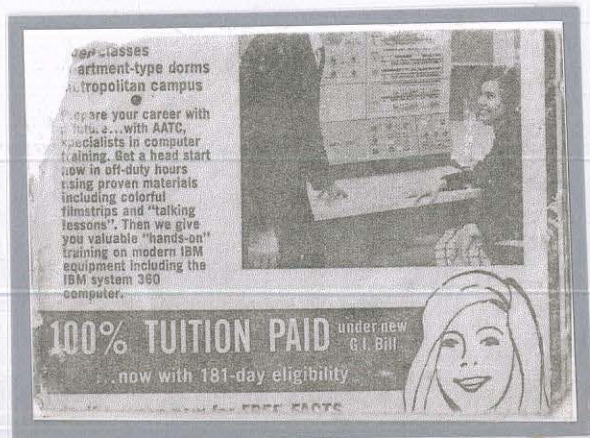 classes
artment-type dorms
tropolitan campus
Prepare your career with
a future...with AATC,
specialists in computer
training. Get a head start
now in off-duty hours
using proven materials
including colorful
filmstrips and "talking
lessons". Then we give
you valuable "hands-on"
training on modern IBM
equipment including the
IBM system 360
computer.
100% TUITION PAID under new
G.I. Bill
...now with 181-day eligibility
for FREE FACTS